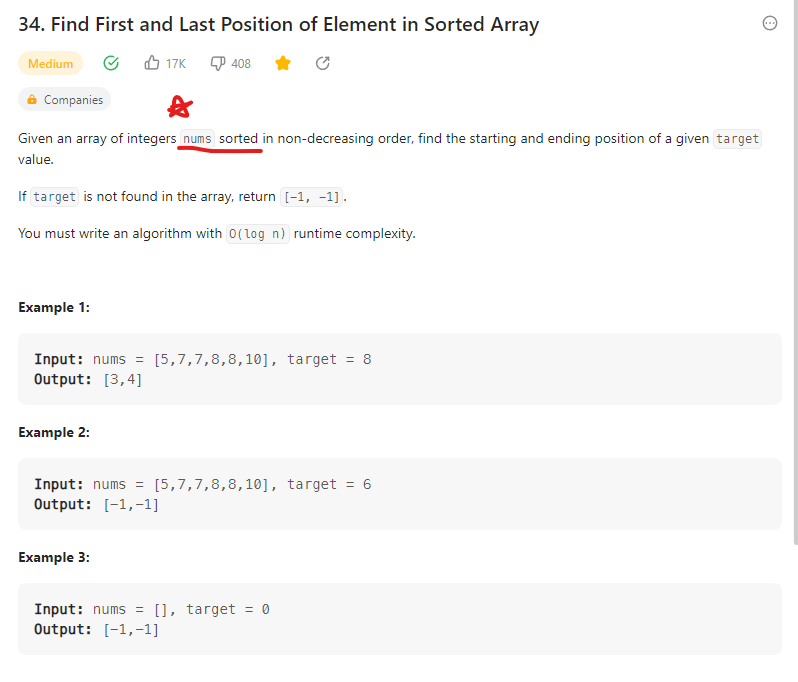 34. Find First and Last Position of Element in Sorted Array
Medium 17K 408
Companies
Given an array of integers nums sorted in non-decreasing order, find the starting and ending position of a given target
value.
If target is not found in the array, return [-1, -1].
You must write an algorithm with O(log n) runtime complexity.
Example 1:
Input: nums = [5,7,7,8,8,10], target = 8
Output: [3,4]
Example 2:
Input: nums = [5,7,7,8,8,10], target = 6
Output: [-1,-1]
Example 3:
Input: nums = [], target = 0
Output: [-1,-1]